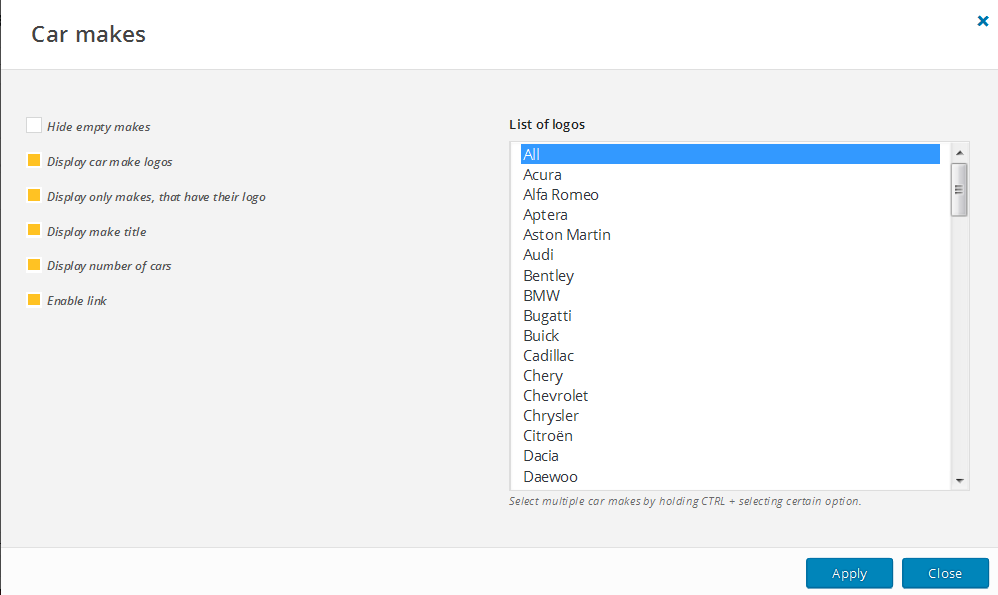 Car makes
Hide empty makes
Display car make logos
Display only makes, that have their logo
Display make title
Display number of cars
Enable link
List of logos
All
Acura
Alfa Romeo
Aptera
Aston Martin
Audi
Bentley
BMW
Bugatti
Buick
Cadillac
Chery
Chevrolet
Chrysler
Citroën
Dacia
Daewoo
Select multiple car makes by holding CTRL + selecting certain option.
Apply
Close